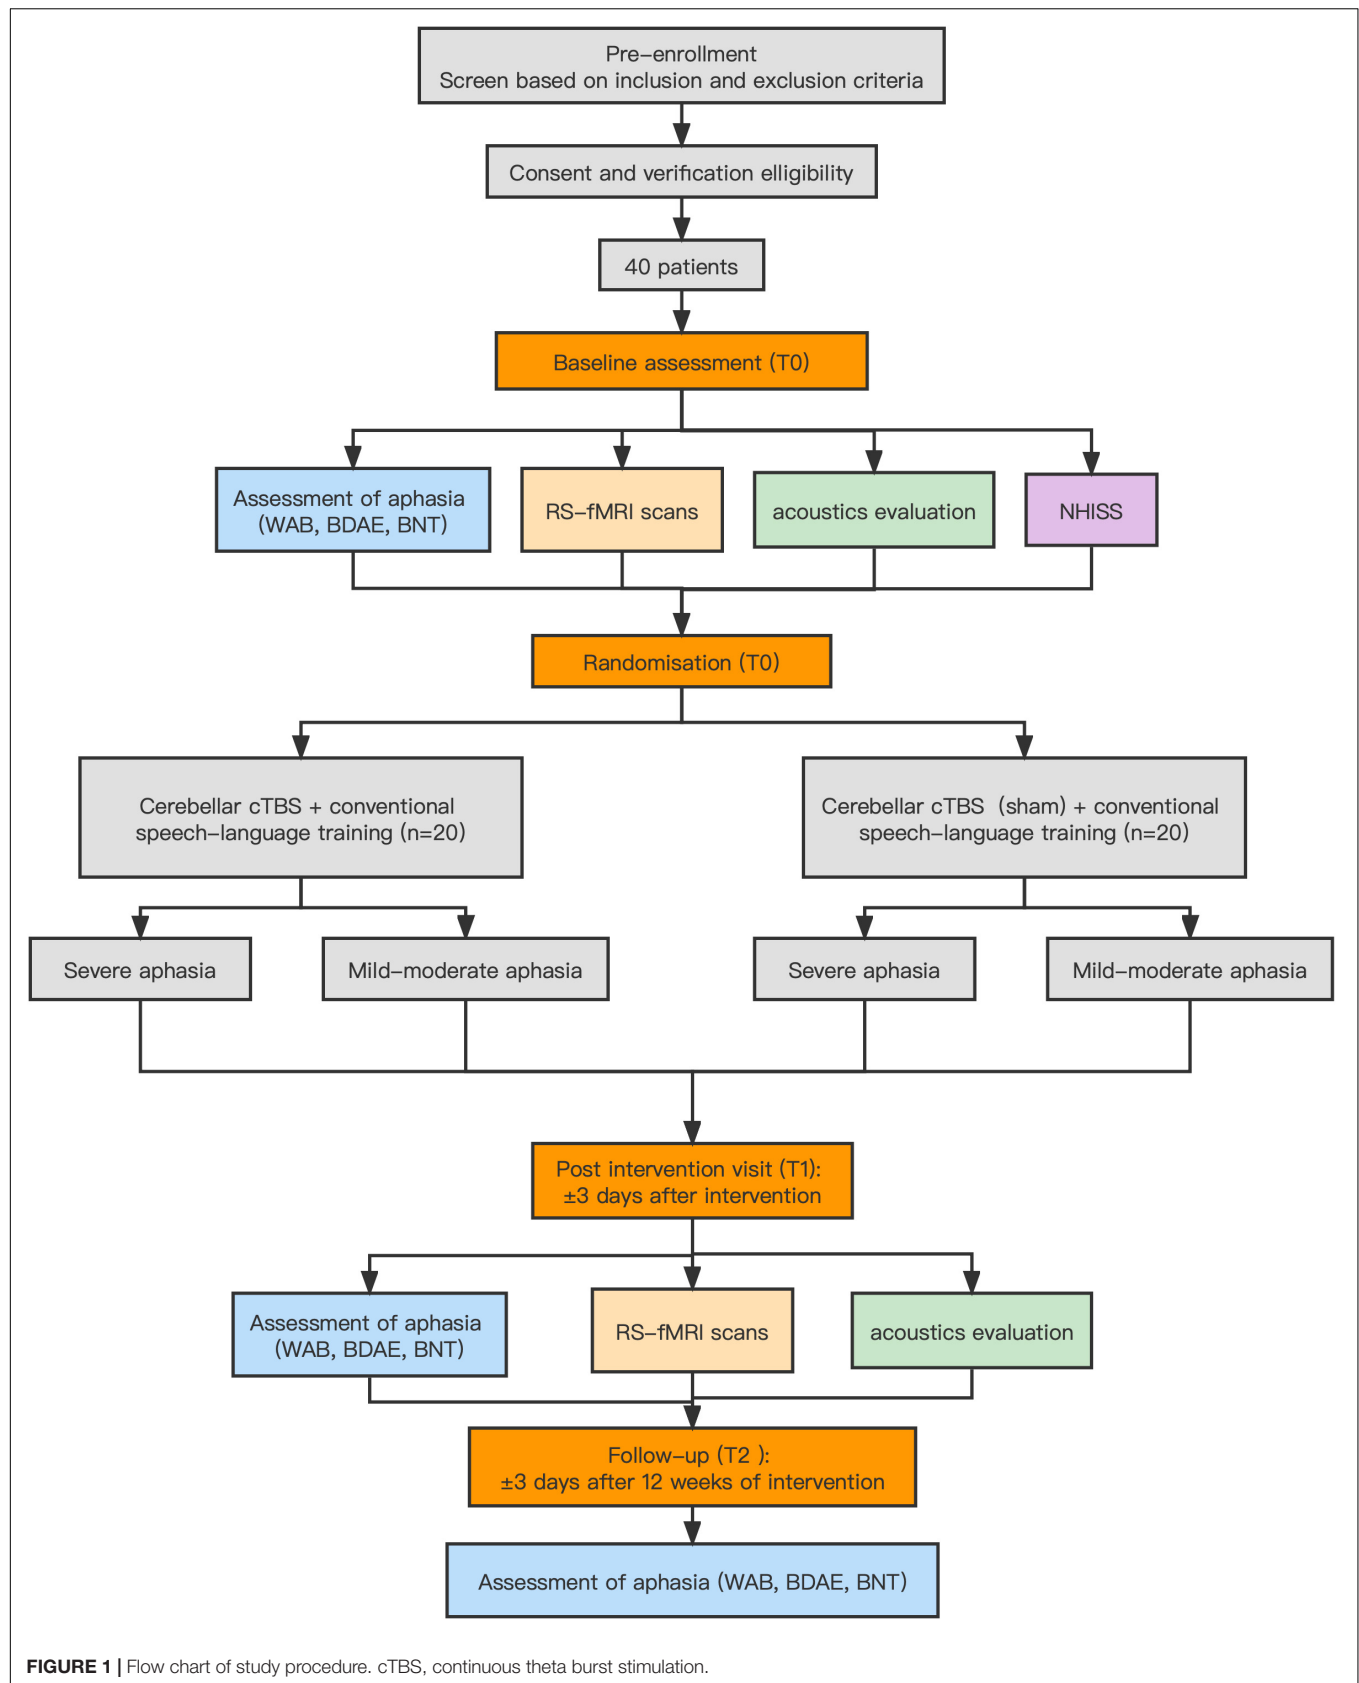 Pre-enrollment
Screen based on inclusion and exclusion criteria
Consent and verification elligibility
40 patients
Baseline assessment (T0)
Assessment of aphasia
(WAB, BDAE, BNT)
RS-fMRI scans
acoustics evaluation
NHISS
Randomisation (T0)
Cerebellar cTBS + conventional
speech-language training (n=20)
Cerebellar cTBS (sham) + conventional
speech-language training (n=20)
Severe aphasia
Mild-moderate aphasia
Severe aphasia
Mild-moderate aphasia
Post intervention visit (T1):
±3 days after intervention
Assessment of aphasia
(WAB, BDAE, BNT)
RS-fMRI scans
acoustics evaluation
Follow-up (T2 ):
±3 days after 12 weeks of intervention
Assessment of aphasia (WAB, BDAE, BNT)
FIGURE 1 | Flow chart of study procedure. cTBS, continuous theta burst stimulation.